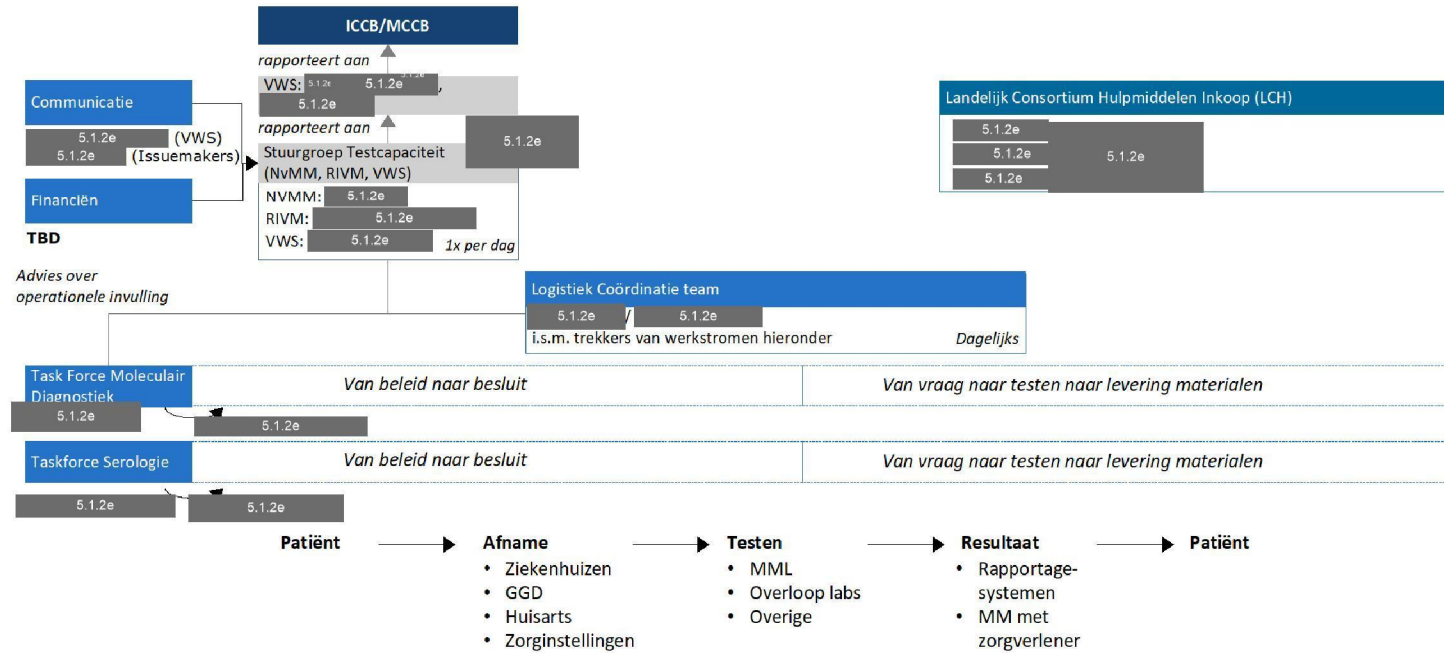 ICCB/MCCB
rapporteert aan
VWS: 5.1.2e 5.1.2e 5.1.2e ,
5.1.2e
rapporteert aan
5.1.2e
Stuurgroep Testcapaciteit
(NvMM, RIVM, VWS)
NVMM: 5.1.2e
RIVM: 5.1.2e
VWS: 5.1.2e
1x per dag
Communicatie
5.1.2e (VWS)
5.1.2e (Issuemakers)
Financiën
TBD
Landelijk Consortium Hulpmiddelen Inkoop (LCH)
5.1.2e
5.1.2e
5.1.2e
5.1.2e
Advies over
operationele invulling
Logistiek Coördinatie team
5.1.2e / 5.1.2e
i.s.m. trekkers van werkstromen hieronder
Dagelijks
Task Force Moleculair
Diagnostiek
5.1.2e
5.1.2e
Van beleid naar besluit
Van vraag naar testen naar levering materialen
Taskforce Serologie
5.1.2e
5.1.2e
Van beleid naar besluit
Van vraag naar testen naar levering materialen
Patiënt
Afname
• Ziekenhuizen
• GGD
• Huisarts
• Zorginstellingen
Testen
• MML
• Overloop labs
• Overige
Resultaat
• Rapportage-
systemen
• MM met
zorgverlener
Patiënt